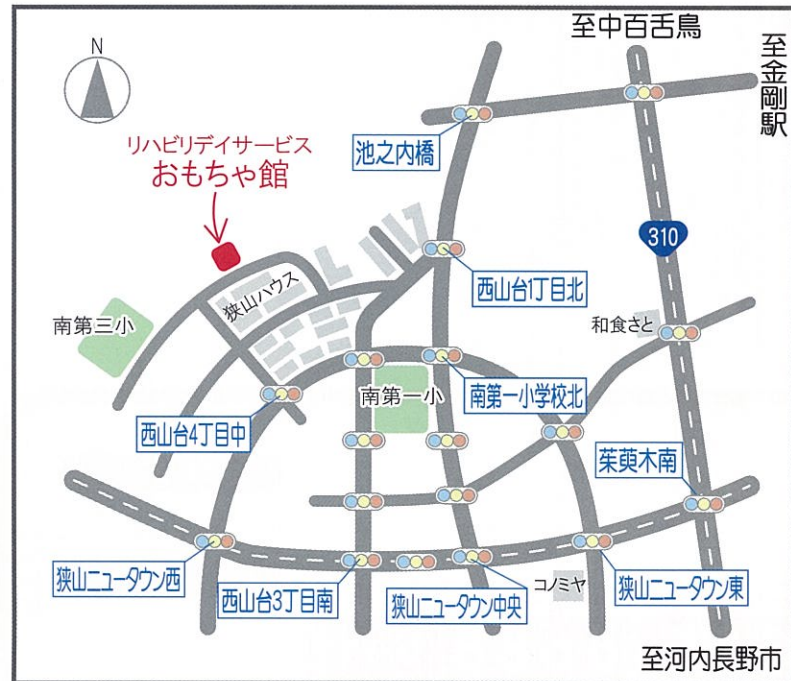 至中百舌鳥
至金剛駅
N
リハビリデイサービス
おもちゃ館
池之内橋
310
西山台1丁目北
狭山ハウス
和食さと
南第三小
南第一小
南第一小学校北
西山台4丁目中
茱萸木南
狭山ニュータウン西
西山台3丁目南
狭山ニュータウン中央
コノミヤ
狭山ニュータウン東
至河内長野市